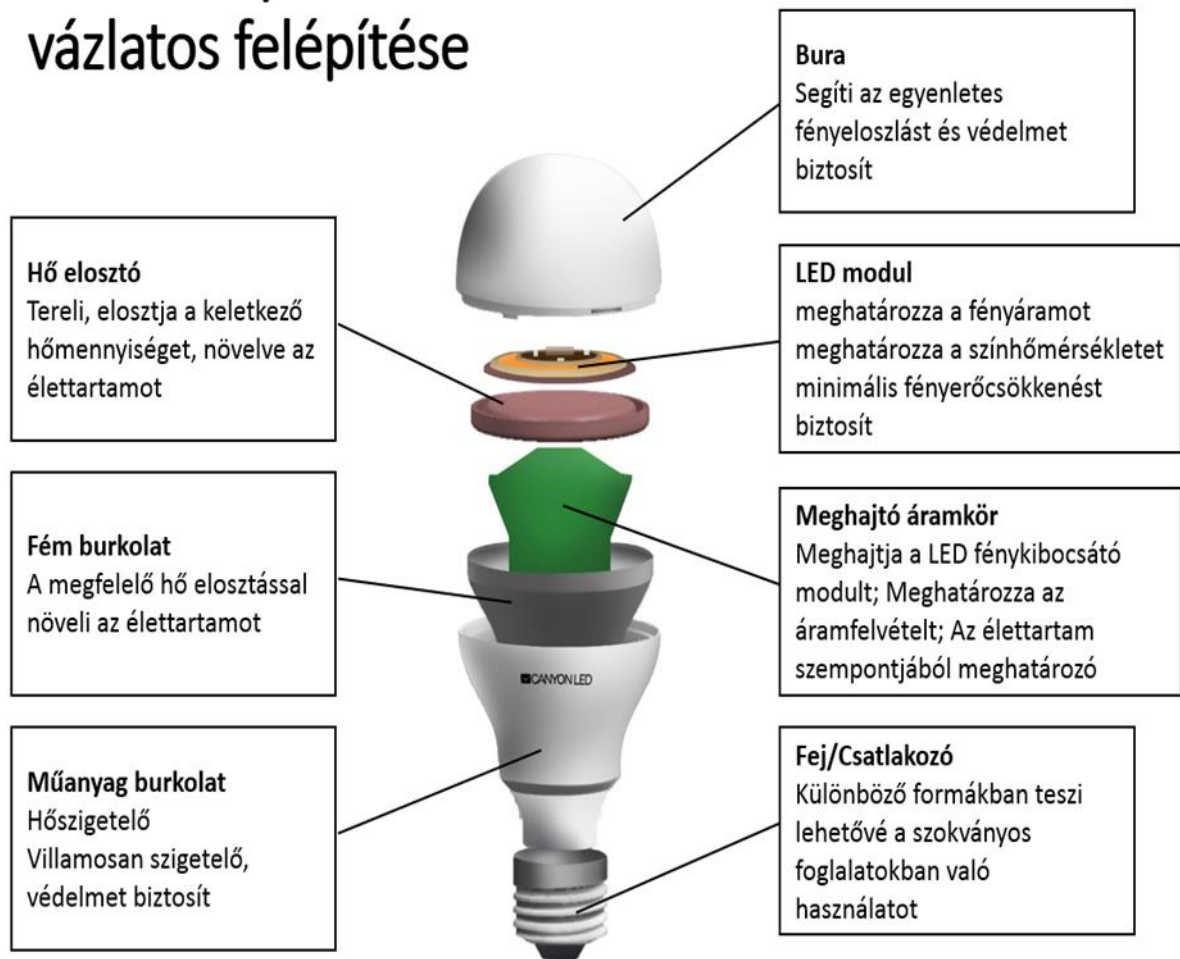 vázlatos felépítése
Bura
Segíti az egyenletes
fényeloszlást és védelmet
biztosít
Hő elosztó
Tereli, elosztja a keletkező
hőmennyiséget, növelve az
élettartamot
LED modul
meghatározza a fényáramot
meghatározza a színhőmérsékletet
minimális fényerőcsökkenést
biztosít
Fém burkolat
A megfelelő hő elosztással
növeli az élettartamot
Meghajtó áramkör
Meghajtja a LED fénykibocsátó
modult; Meghatározza az
áramfelvételt; Az élettartam
szempontjából meghatározó
CANYON LED
Műanyag burkolat
Hőszigetelő
Villamosan szigetelő,
védelmet biztosít
Fej/Csatlakozó
Különböző formákban teszi
lehetővé a szokványos
foglalatokban való
használatot